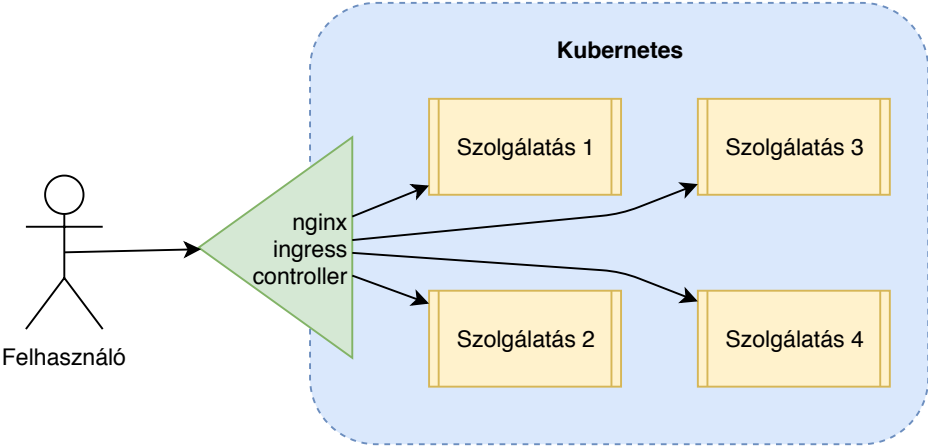 Kubernetes
Szolgálatás 1
Szolgálatás 3
nginx
ingress
controller
Szolgálatás 2
Szolgálatás 4
Felhasználó